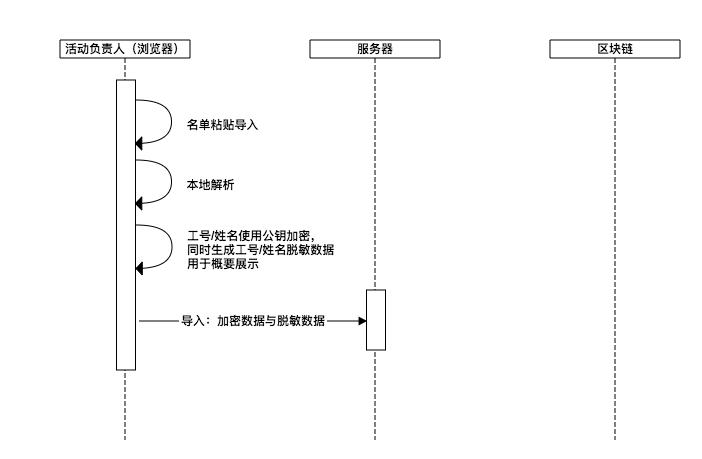 活动负责人（浏览器）
服务器
区块链
名单粘贴导入
本地解析
工号/姓名使用公钥加密，
同时生成工号/姓名脱敏数据
用于概要展示
导入：加密数据与脱敏数据